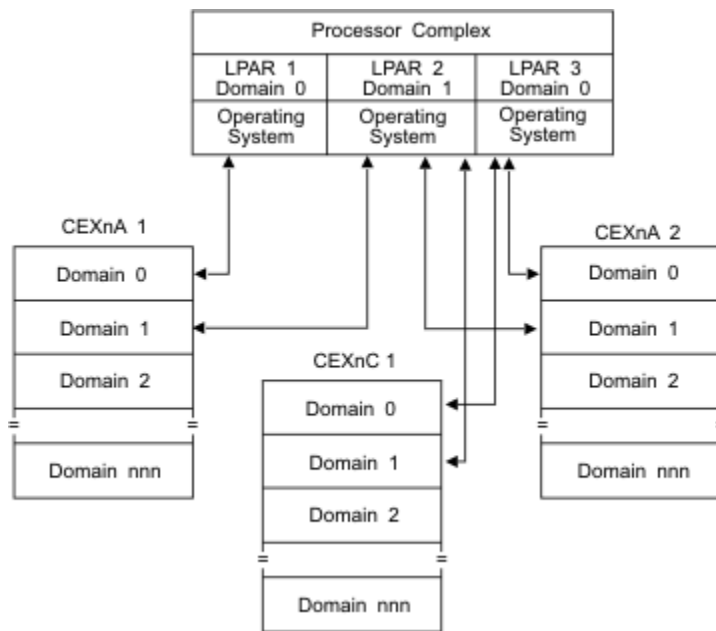 Processor Complex
LPAR 1
Domain 0
LPAR 2
Domain 1
LPAR 3
Domain 0
Operating
System
Operating
System
Operating
System
CEXnA 1
Domain 0
Domain 1
Domain 2
=
=
Domain nnn
CEXnC 1
Domain 0
Domain 1
Domain 2
=
=
Domain nnn
CEXnA 2
Domain 0
Domain 1
Domain 2
=
=
Domain nnn